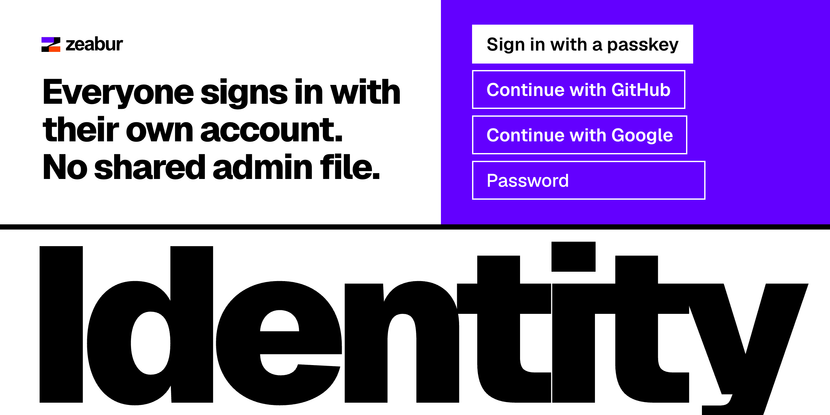 zeabur
Everyone signs in with
their own account.
No shared admin file.
Sign in with a passkey
Continue with GitHub
Continue with Google
Password
Identity